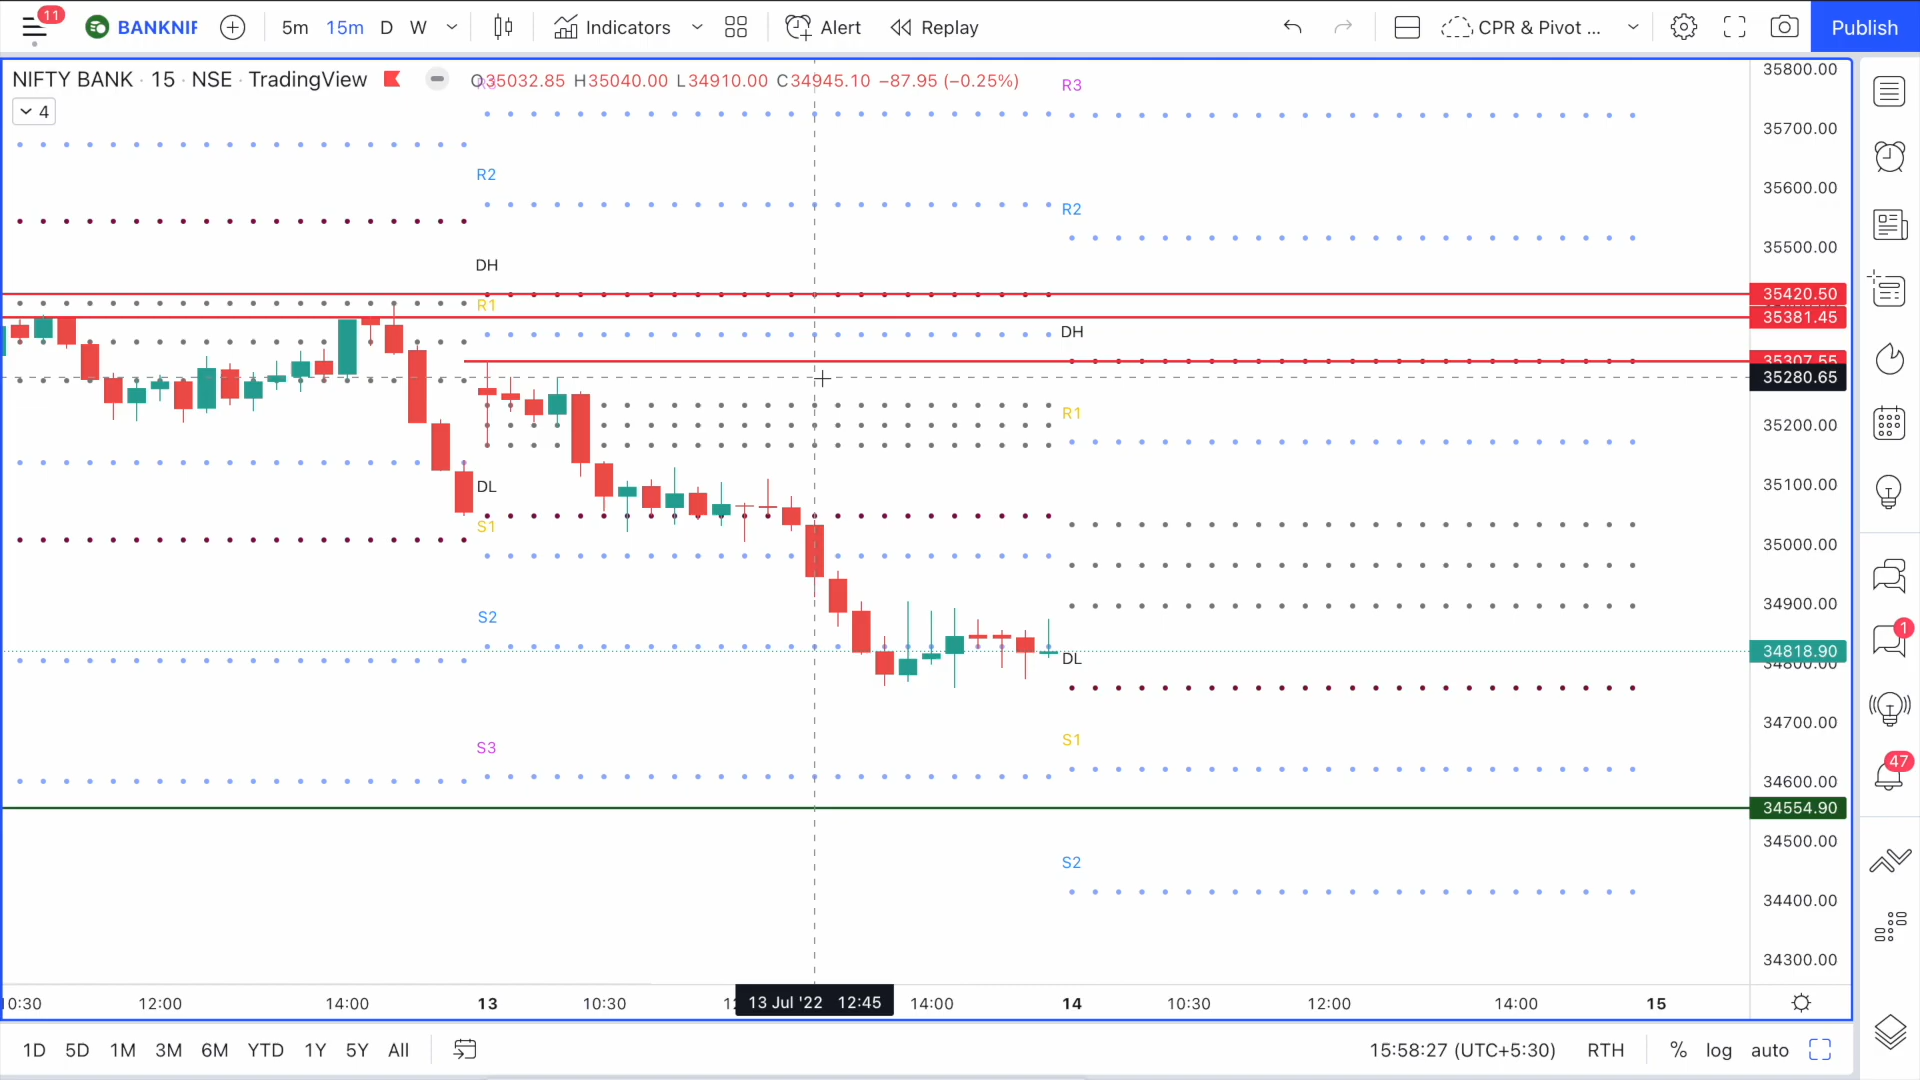 11 BANKNIF 5m 15m D W Indicators Alert Replay CPR & Pivot ... Publish
NIFTY BANK · 15 · NSE · TradingView O35032.85 H35040.00 L34910.00 C34945.10 −87.95 (−0.25%)
4
R3
R3
R2
R2
DH
R1
DH
R1
DL
S1
S2
DL
S3
S1
S2
35800.00
35700.00
35600.00
35500.00
35420.50
35381.45
35307.55
35280.65
35200.00
35100.00
35000.00
34900.00
34818.90
34800.00
34700.00
34600.00
34554.90
34500.00
34400.00
34300.00
1
47
0:30 12:00 14:00 13 10:30 13 Jul '22 12:45 14:00 14 10:30 12:00 14:00 15
1D 5D 1M 3M 6M YTD 1Y 5Y All 15:58:27 (UTC+5:30) RTH % log auto